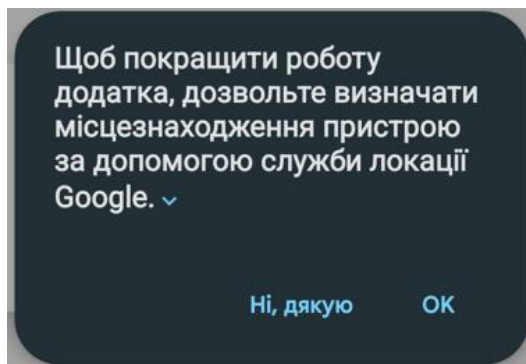 Щоб покращити роботу
додатка, дозвольте визначати
місцезнаходження пристрою
за допомогою служби локації
Google.
Ні, дякую OK